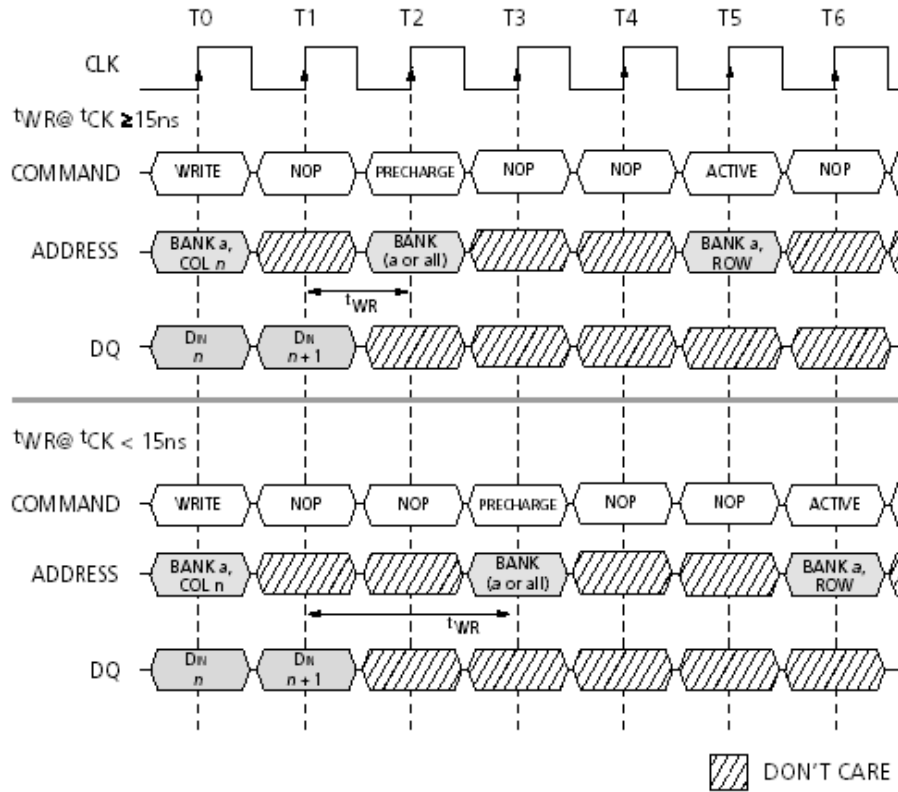 T0 T1 T2 T3 T4 T5 T6
CLK
tWR@ tCK ≥15ns
COMMAND WRITE NOP PRECHARGE NOP NOP ACTIVE NOP
ADDRESS BANK a, COL n BANK (a or all) BANK a, ROW
tWR
DQ DIN n DIN n + 1
tWR@ tCK < 15ns
COMMAND WRITE NOP NOP PRECHARGE NOP NOP ACTIVE
ADDRESS BANK a, COL n BANK (a or all) BANK a, ROW
tWR
DQ DIN n DIN n + 1
DON'T CARE